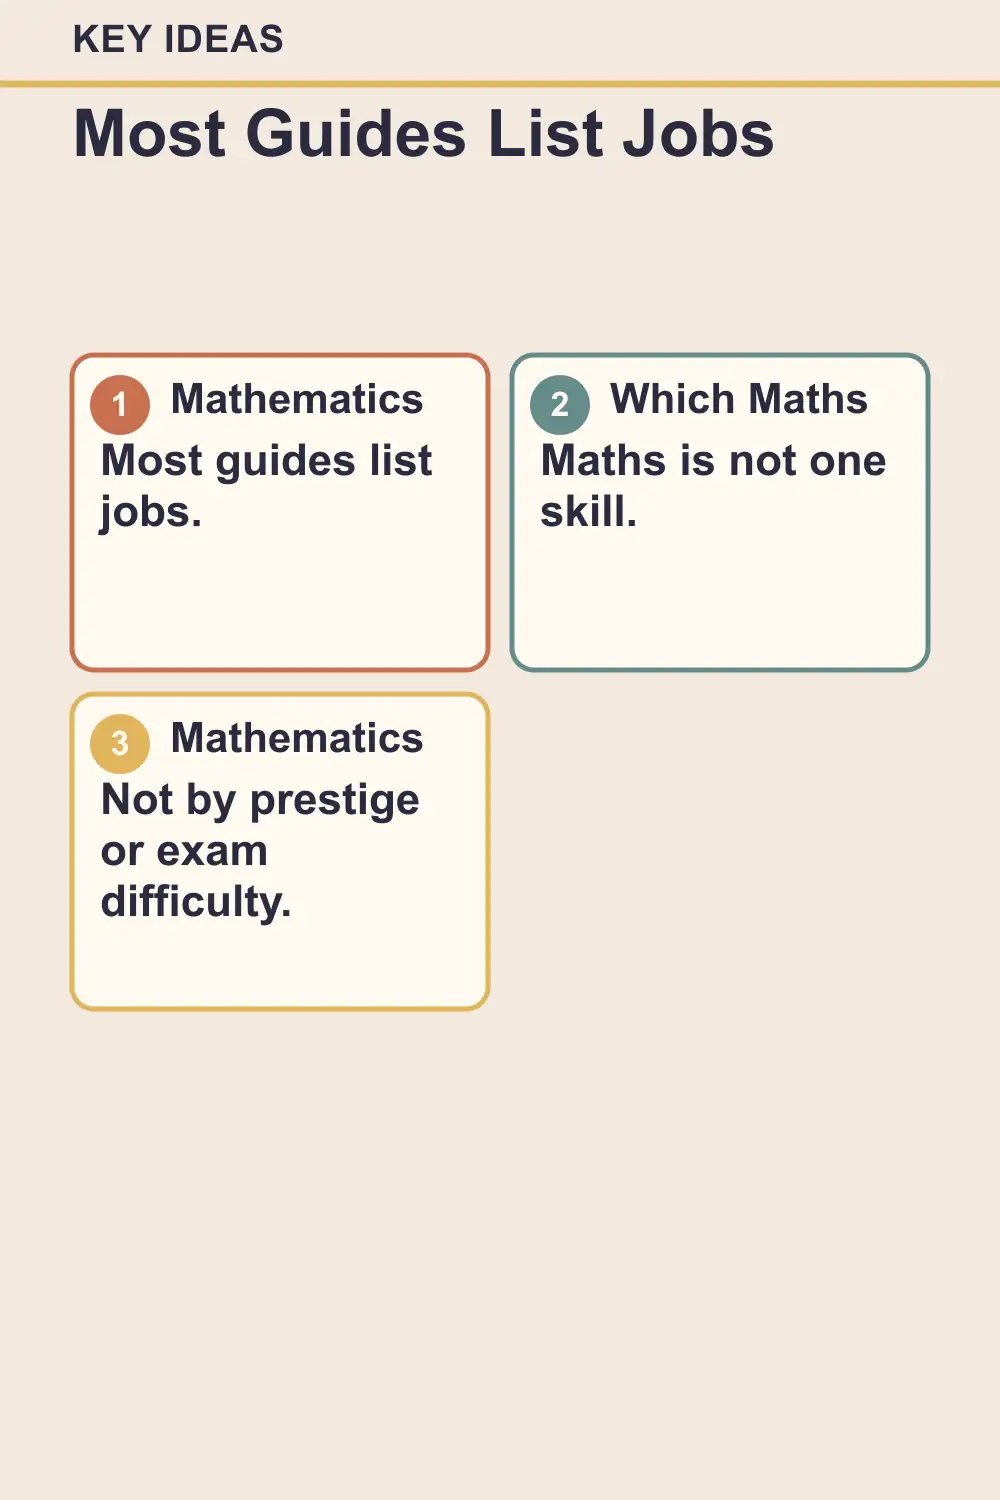 KEY IDEAS
Most Guides List Jobs
1 Mathematics
Most guides list
jobs.
2 Which Maths
Maths is not one
skill.
3 Mathematics
Not by prestige
or exam
difficulty.